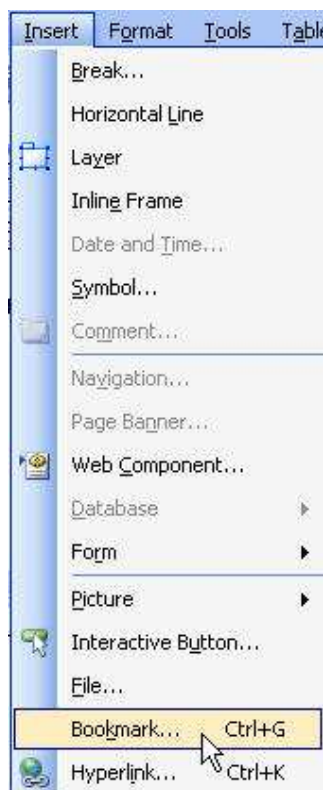 Insert Format Tools Table
Break...
Horizontal Line
Layer
Inline Frame
Date and Time...
Symbol...
Comment...
Navigation...
Page Banner...
Web Component...
Database
Form
Picture
Interactive Button...
File...
Bookmark... Ctrl+G
Hyperlink... Ctrl+K